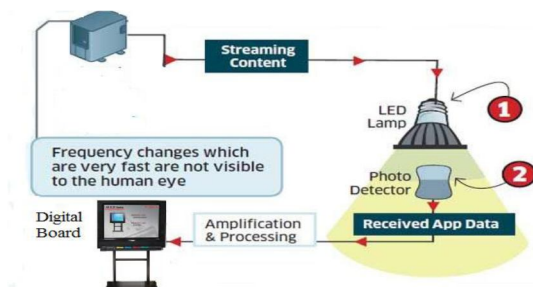 Streaming
Content
1
LED
Lamp
Frequency changes which
are very fast are not visible
to the human eye
Photo
Detector
2
Digital
Board
Amplification
& Processing
Received App Data